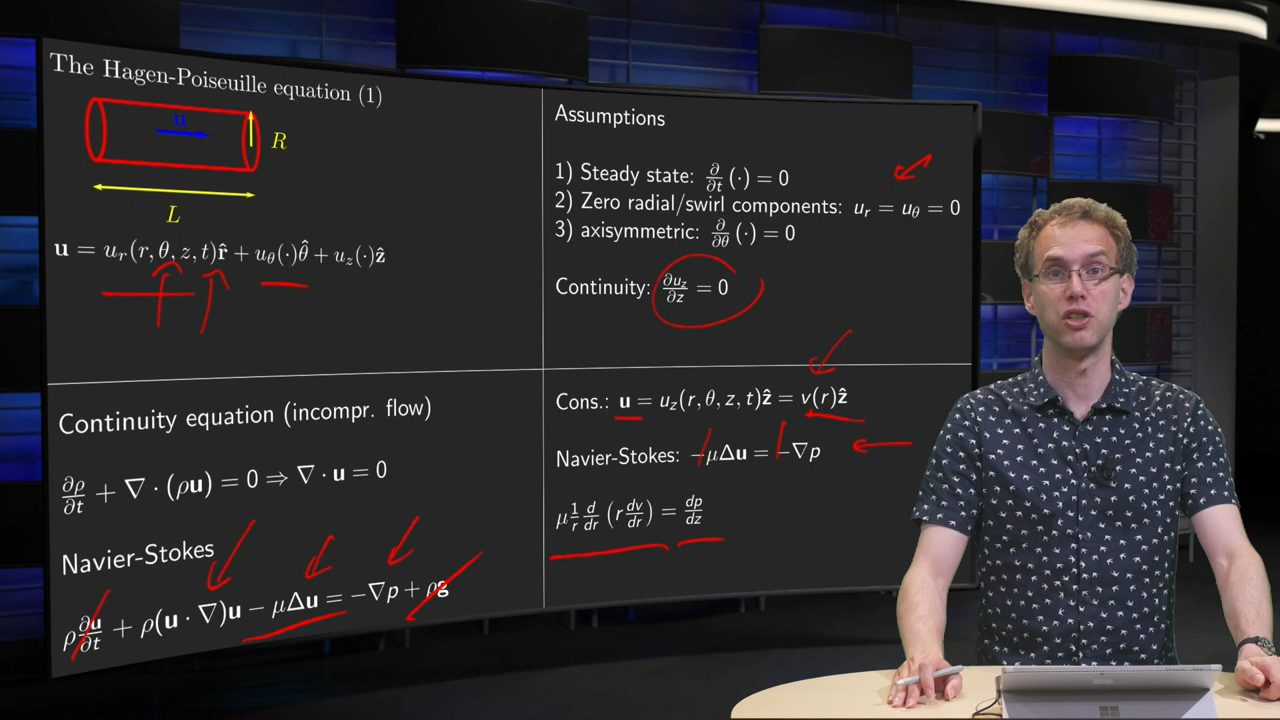 The Hagen-Poiseuille equation (1)
u
R
L
u = u_r(r, θ, z, t)r̂ + u_θ(·)θ̂ + u_z(·)ẑ
Assumptions
1) Steady state: ∂/∂t (·) = 0
2) Zero radial/swirl components: u_r = u_θ = 0
3) axisymmetric: ∂/∂θ (·) = 0
Continuity: ∂u_z/∂z = 0
Continuity equation (incompr. flow)
∂ρ/∂t + ∇ · (ρu) = 0 ⇒ ∇ · u = 0
Navier-Stokes
ρ ∂u/∂t + ρ(u · ∇)u − μΔu = −∇p + ρg
Cons.: u = u_z(r, θ, z, t)ẑ = v(r)ẑ
Navier-Stokes: −μΔu = −∇p
μ 1/r d/dr (r dv/dr) = dp/dz